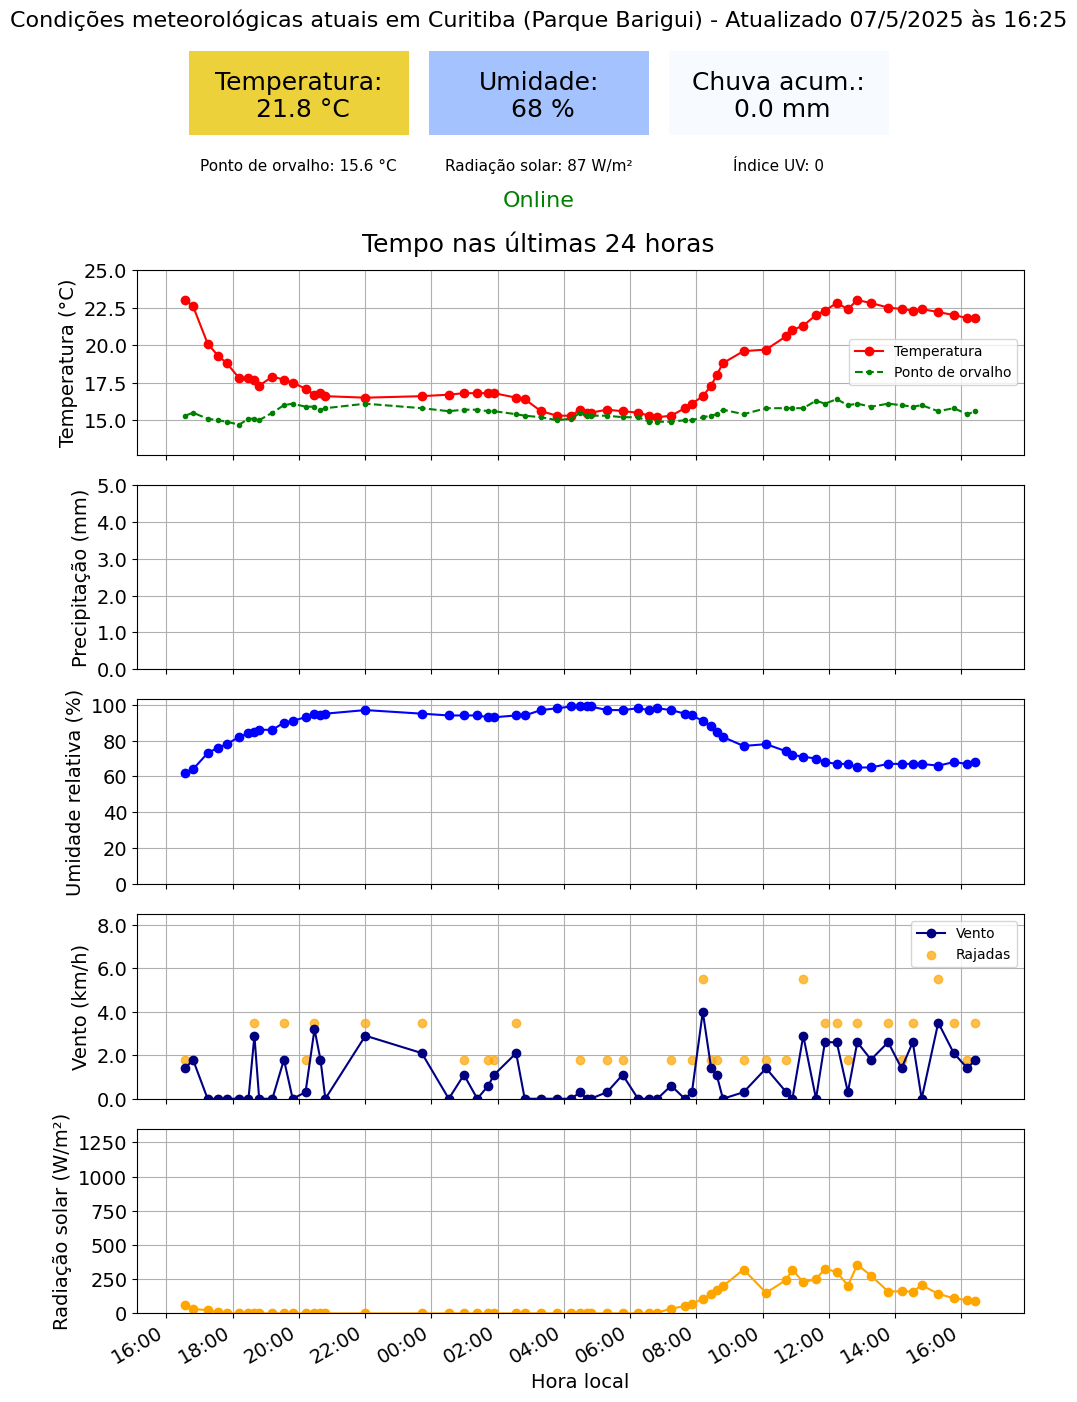 Condições meteorológicas atuais em Curitiba (Parque Barigui) - Atualizado 07/5/2025 às 16:25
Temperatura:
21.8 °C
Umidade:
68 %
Chuva acum.:
0.0 mm
Ponto de orvalho: 15.6 °C
Radiação solar: 87 W/m²
Índice UV: 0
Online
Tempo nas últimas 24 horas
Temperatura (°C)
25.0
22.5
20.0
17.5
15.0
Temperatura
Ponto de orvalho
Precipitação (mm)
5.0
4.0
3.0
2.0
1.0
0.0
Umidade relativa (%)
100
80
60
40
20
0
Vento (km/h)
8.0
6.0
4.0
2.0
0.0
Vento
Rajadas
Radiação solar (W/m²)
1250
1000
750
500
250
0
16:00
18:00
20:00
22:00
00:00
02:00
04:00
06:00
08:00
10:00
12:00
14:00
16:00
Hora local